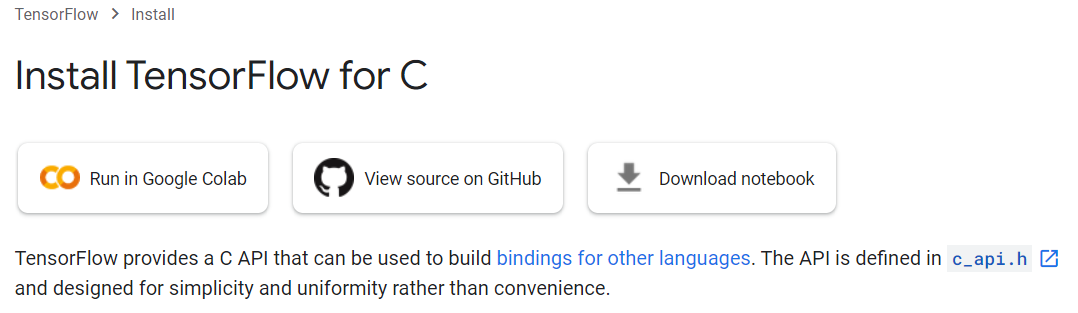 TensorFlow > Install
Install TensorFlow for C
Run in Google Colab View source on GitHub Download notebook
TensorFlow provides a C API that can be used to build bindings for other languages. The API is defined in c_api.h
and designed for simplicity and uniformity rather than convenience.